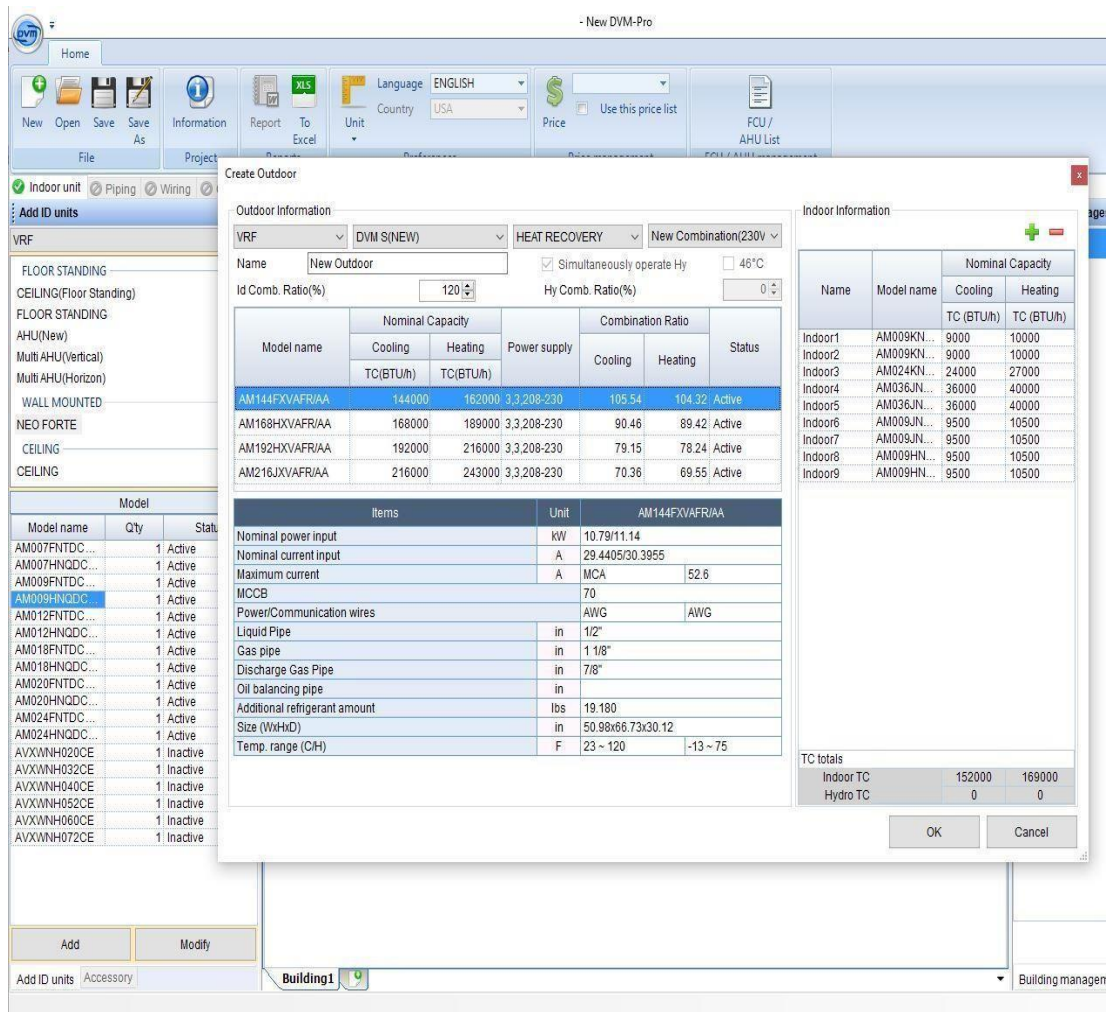 DVM
- New DVM-Pro
Home
New Open Save Save As
Information
Report To Excel
Unit
Language ENGLISH
Country USA
Price
Use this price list
FCU / AHU List
File
Project
Indoor unit Piping Wiring
Add ID units
VRF
FLOOR STANDING
CEILING(Floor Standing)
FLOOR STANDING
AHU(New)
Multi AHU(Vertical)
Multi AHU(Horizon)
WALL MOUNTED
NEO FORTE
CEILING
CEILING
Model
Model name Q'ty Statu
AM007FNTDC... 1 Active
AM007HNQDC... 1 Active
AM009FNTDC... 1 Active
AM009HNQDC... 1 Active
AM012FNTDC... 1 Active
AM012HNQDC... 1 Active
AM018FNTDC... 1 Active
AM018HNQDC... 1 Active
AM020FNTDC... 1 Active
AM020HNQDC... 1 Active
AM024FNTDC... 1 Active
AM024HNQDC... 1 Active
AVXWNH020CE 1 Inactive
AVXWNH032CE 1 Inactive
AVXWNH040CE 1 Inactive
AVXWNH052CE 1 Inactive
AVXWNH060CE 1 Inactive
AVXWNH072CE 1 Inactive
Add Modify
Add ID units Accessory
Create Outdoor x
Outdoor Information
VRF DVM S(NEW) HEAT RECOVERY New Combination(230V
Name New Outdoor Simultaneously operate Hy 46°C
Id Comb. Ratio(%) 120 Hy Comb. Ratio(%) 0
Model name Nominal Capacity Power supply Combination Ratio Status
Cooling Heating Cooling Heating
TC(BTU/h) TC(BTU/h)
AM144FXVAFR/AA 144000 162000 3,3,208-230 105.54 104.32 Active
AM168HXVAFR/AA 168000 189000 3,3,208-230 90.46 89.42 Active
AM192HXVAFR/AA 192000 216000 3,3,208-230 79.15 78.24 Active
AM216JXVAFR/AA 216000 243000 3,3,208-230 70.36 69.55 Active
Items Unit AM144FXVAFR/AA
Nominal power input kW 10.79/11.14
Nominal current input A 29.4405/30.3955
Maximum current A MCA 52.6
MCCB 70
Power/Communication wires AWG AWG
Liquid Pipe in 1/2"
Gas pipe in 1 1/8"
Discharge Gas Pipe in 7/8"
Oil balancing pipe in
Additional refrigerant amount lbs 19.180
Size (WxHxD) in 50.98x66.73x30.12
Temp. range (C/H) F 23 ~ 120 -13 ~ 75
Indoor Information
Name Model name Nominal Capacity
Cooling Heating
TC (BTU/h) TC (BTU/h)
Indoor1 AM009KN... 9000 10000
Indoor2 AM009KN... 9000 10000
Indoor3 AM024KN... 24000 27000
Indoor4 AM036JN... 36000 40000
Indoor5 AM036JN... 36000 40000
Indoor6 AM009JN... 9500 10500
Indoor7 AM009JN... 9500 10500
Indoor8 AM009HN... 9500 10500
Indoor9 AM009HN... 9500 10500
TC totals
Indoor TC 152000 169000
Hydro TC 0 0
OK Cancel
Building1
Building managem